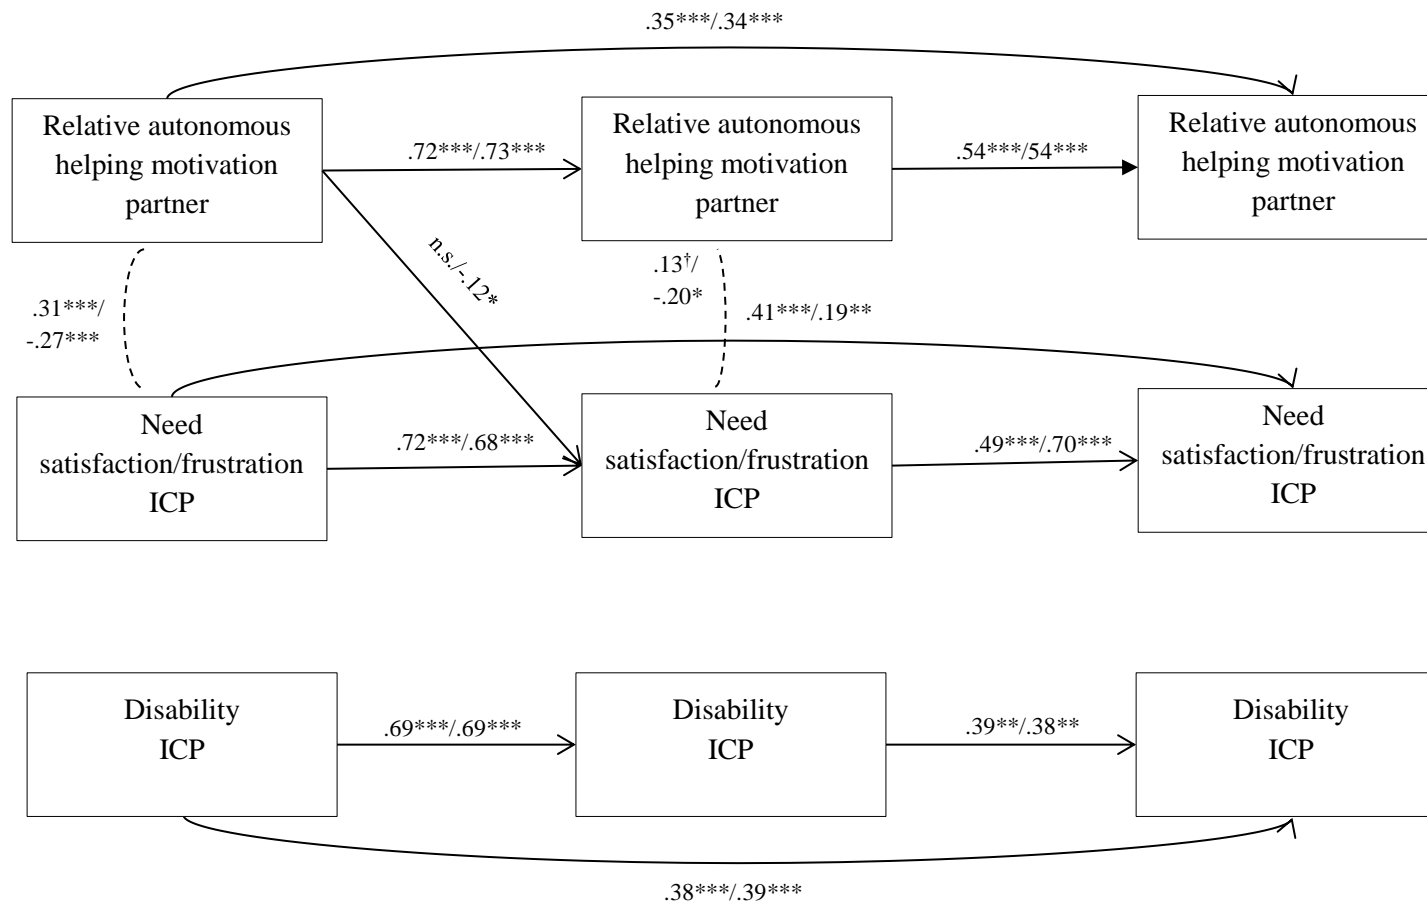 .35***/.34***
Relative autonomous
helping motivation
partner
.72***/.73***
Relative autonomous
helping motivation
partner
.54***/54***
Relative autonomous
helping motivation
partner
n.s./-.12*
.31***/
-.27***
.13†/
-.20*
.41***/.19**
Need
satisfaction/frustration
ICP
.72***/.68***
Need
satisfaction/frustration
ICP
.49***/.70***
Need
satisfaction/frustration
ICP
Disability
ICP
.69***/.69***
Disability
ICP
.39**/.38**
Disability
ICP
.38***/.39***